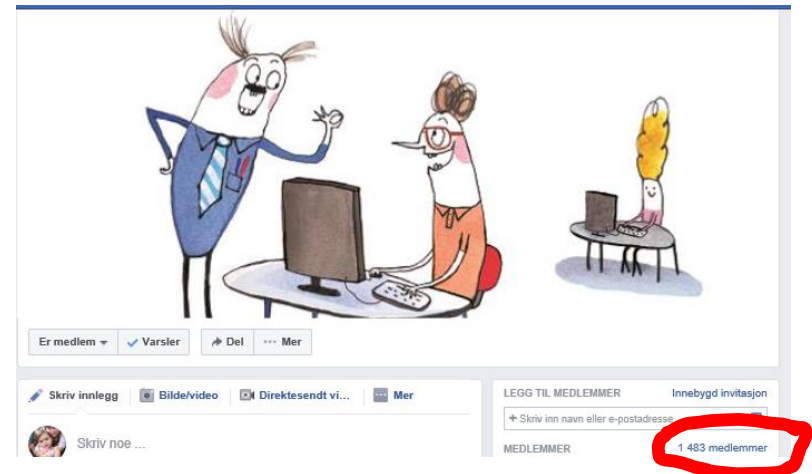 Er medlem Varsler Del Mer
Skriv innlegg Bilde/video Direktesendt vi... Mer
Skriv noe ...
LEGG TIL MEDLEMMER Innebygd invitasjon
+ Skriv inn navn eller e-postadresse
MEDLEMMER 1 483 medlemmer